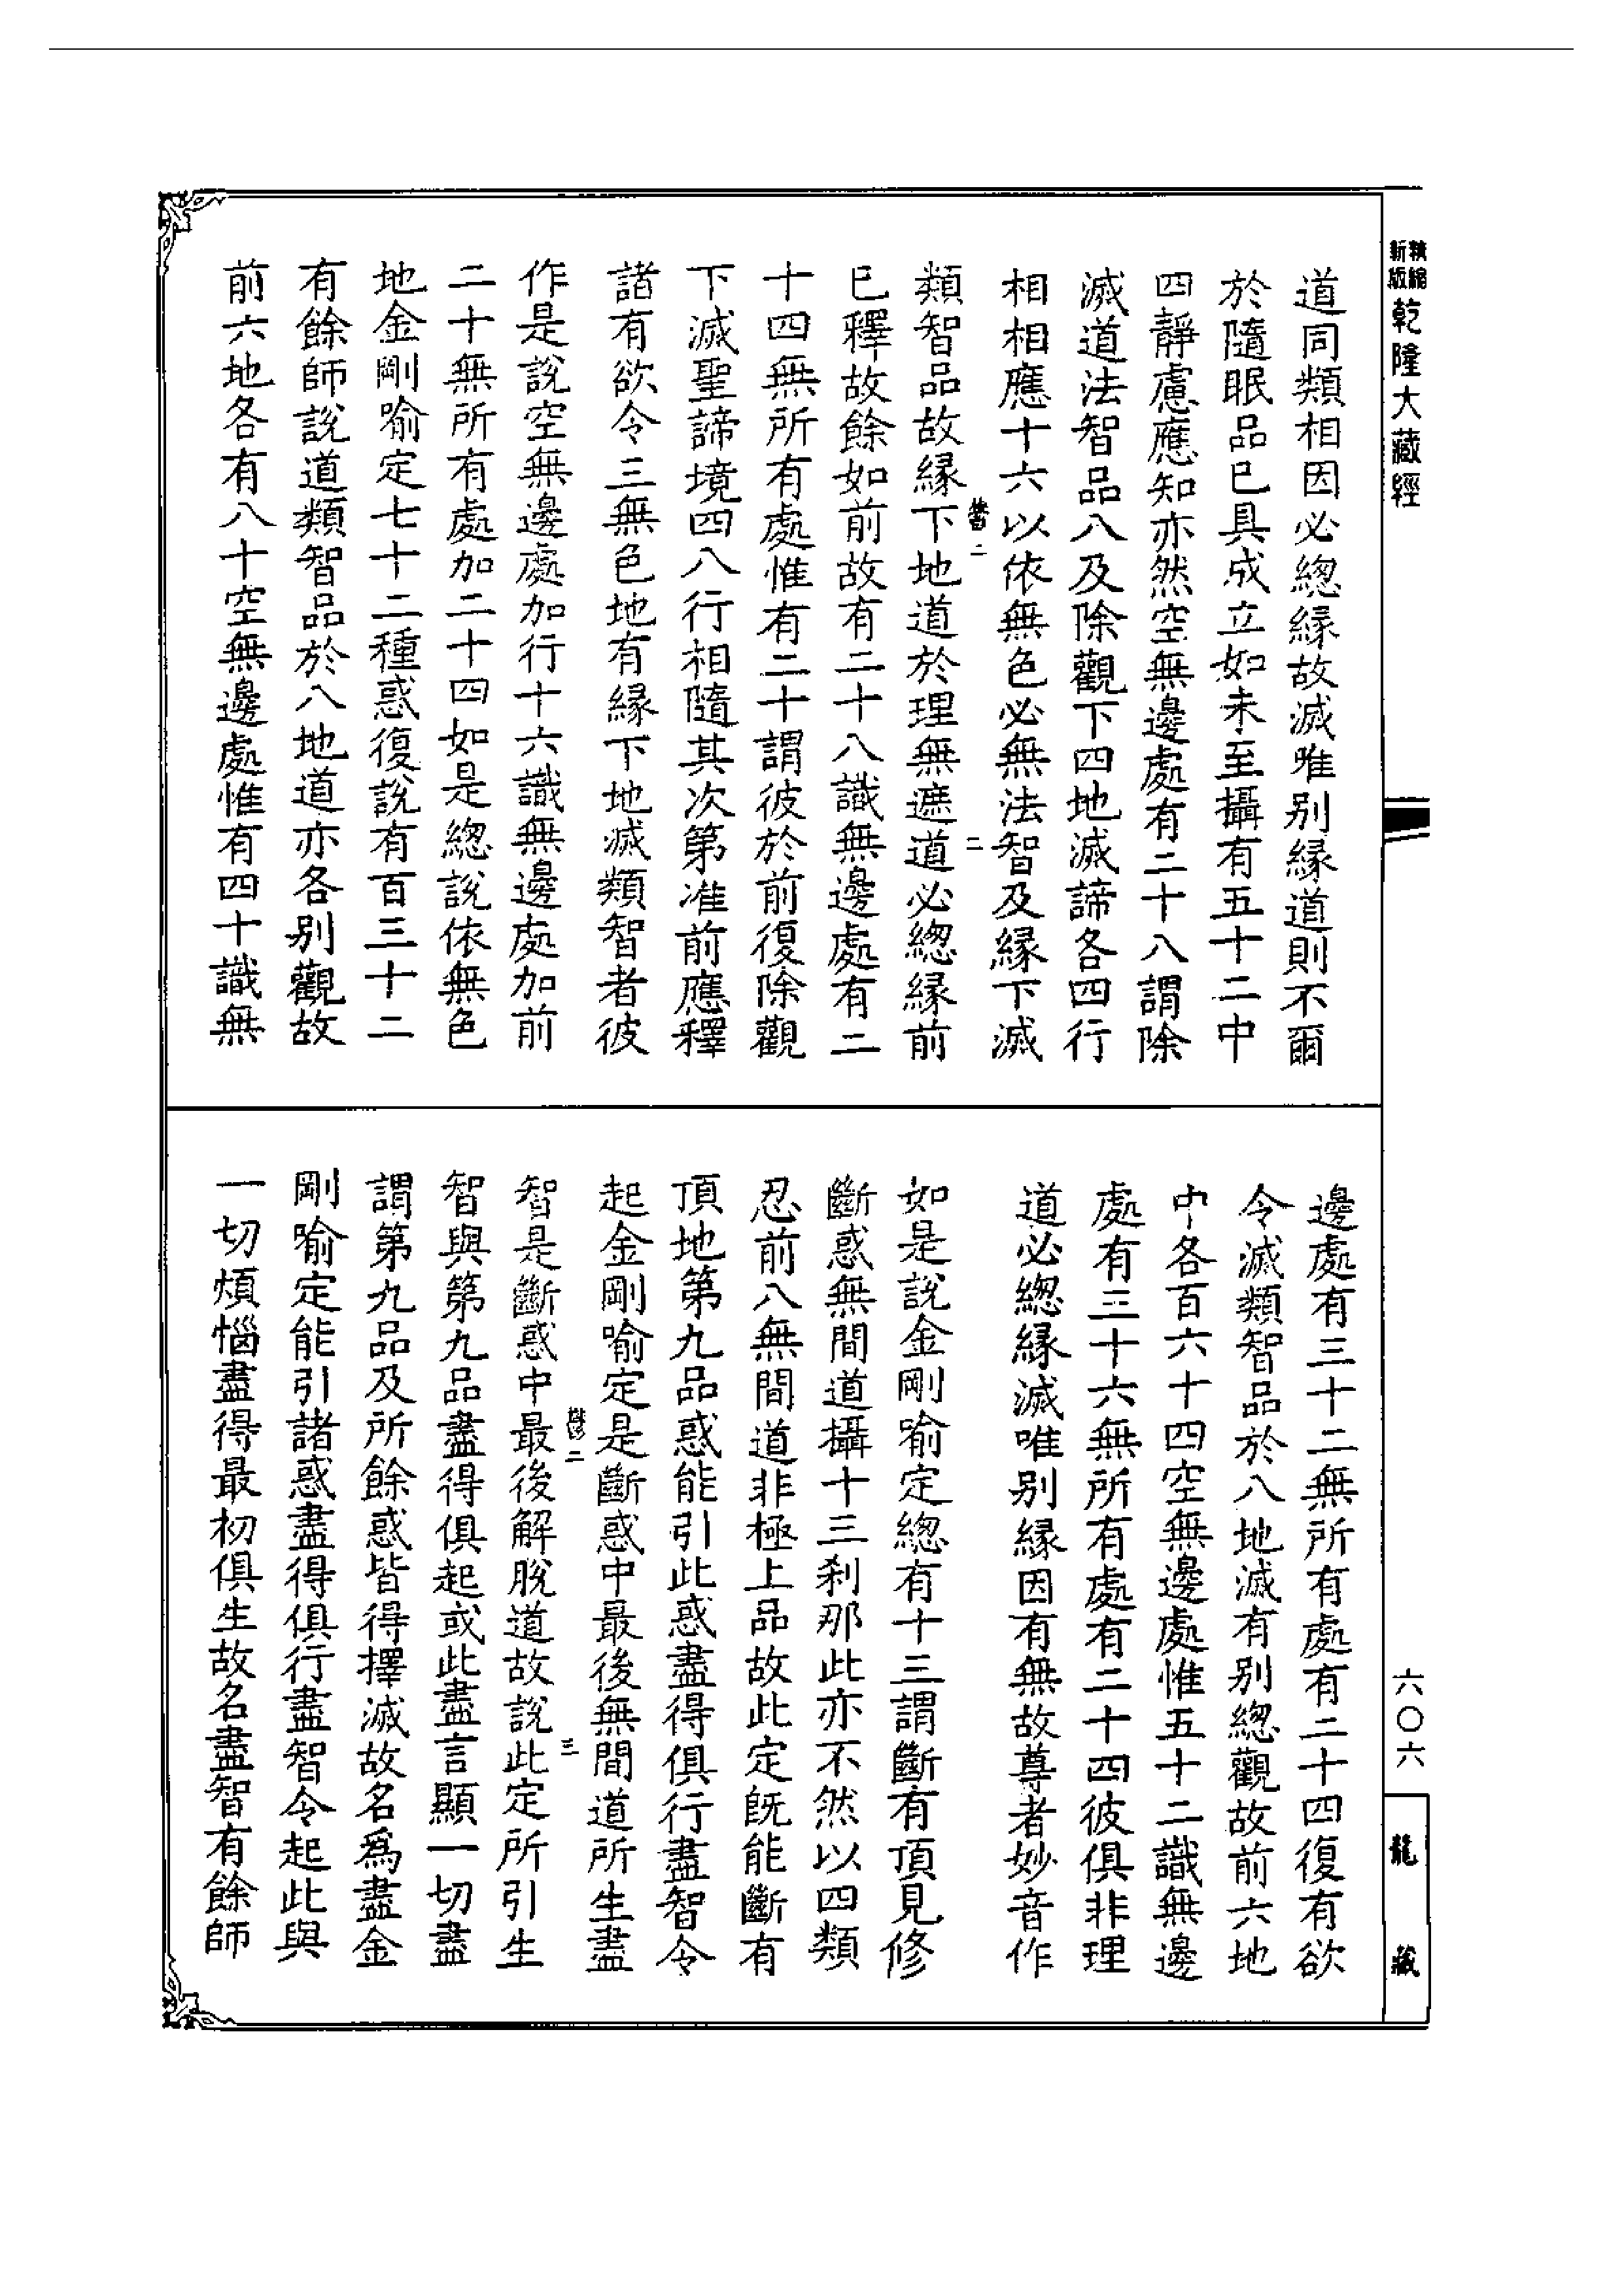 新版精縮乾隆大藏經
道同類相因必總縁故滅唯别縁道則不爾
於隨眠品已具成立如未至攝有五十二中
四靜慮應知亦然空無邊處有二十八謂除
滅道法智品八及除觀下四地滅諦各四行
相相應十六以依無色必無法智及縁下滅
類智品故縁下地道於理無遮道必總縁前
已釋故餘如前故有二十八識無邊處有二
十四無所有處惟有二十謂彼於前復除觀
下滅聖諦境四八行相隨其次第准前應釋
諸有欲令三無色地有縁下地滅類智者彼
作是說空無邊處加行十六識無邊處加前
二十無所有處加二十四如是總說依無色
地金剛喻定七十二種惑復說有百三十二
有餘師說道類智品於八地道亦各别觀故
前六地各有八十空無邊處惟有四十識無
邊處有三十二無所有處有二十四復有欲
令滅類智品於八地滅有别總觀故前六地
中各百六十四空無邊處惟五十二識無邊
處有三十六無所有處有二十四彼俱非理
道必總縁滅唯别縁因有無故尊者妙音作
如是說金剛喻定總有十三謂斷有頂見修
斷惑無間道攝十三刹那此亦不然以四類
忍前八無間道非極上品故此定旣能斷有
頂地第九品惑能引此惑盡得俱行盡智令
起金剛喻定是斷惑中最後無間道所生盡
智是斷惑中最後解脫道故說此定所引生
智與第九品盡得俱起或此盡言顯一切盡
謂第九品及所餘惑皆得擇滅故名爲盡金
剛喻定能引諸惑盡得俱行盡智令起此與
一切煩惱盡得最初俱生故名盡智有餘師
二
二
二
三
六〇六
龍藏